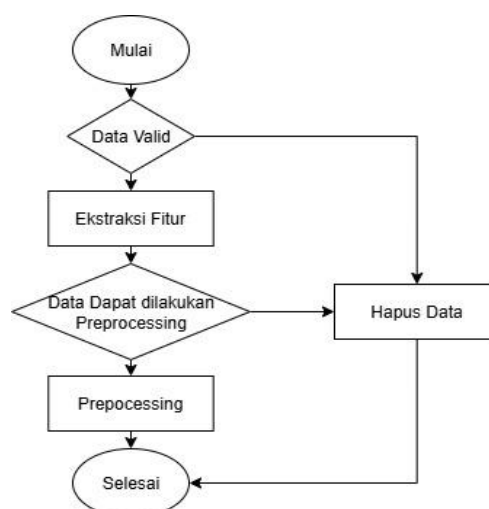 Mulai
Data Valid
Ekstraksi Fitur
Data Dapat dilakukan
Preprocessing
Hapus Data
Prepocessing
Selesai